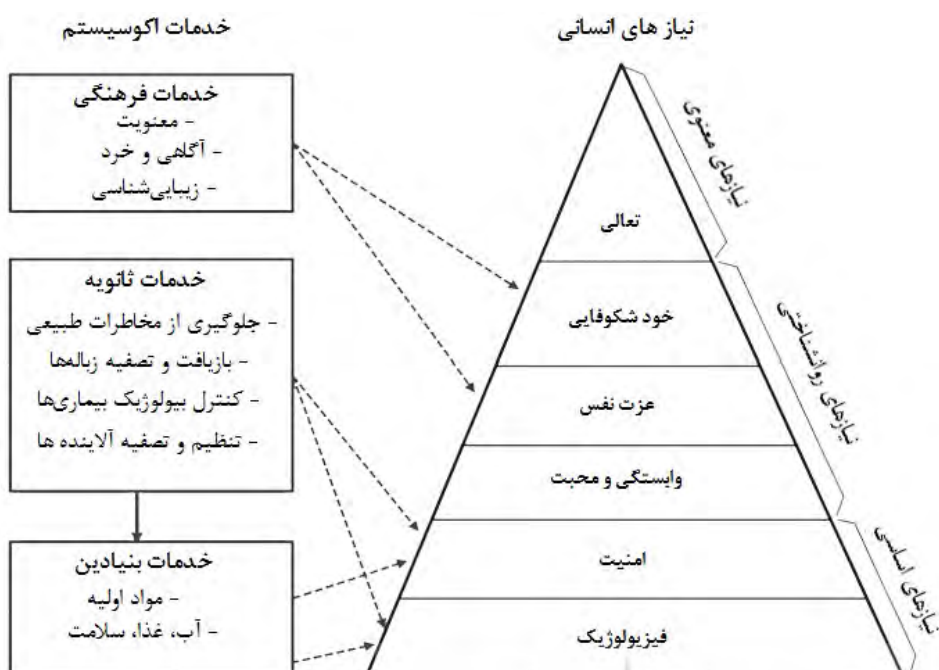 نیاز های انسانی
خدمات اکوسیستم
خدمات فرهنگی
- معنویت
- آگاهی و خرد
- زیبایی‌شناسی
خدمات ثانویه
- جلوگیری از مخاطرات طبیعی
- بازیافت و تصفیه زباله‌ها
- کنترل بیولوژیک بیماری‌ها
- تنظیم و تصفیه آلاینده ها
خدمات بنیادین
- مواد اولیه
- آب، غذا، سلامت
تعالی
خود شکوفایی
عزت نفس
وابستگی و محبت
امنیت
فیزیولوژیک
نیازهای معنوی
نیازهای روانشناختی
نیازهای اساسی